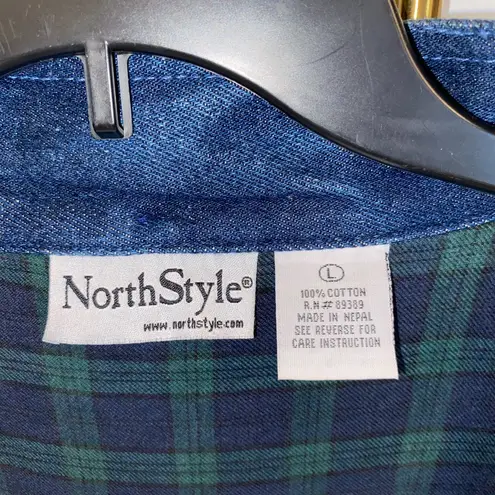 NorthStyle®
www.northstyle.com
L
100% COTTON
R.N# 89389
MADE IN NEPAL
SEE REVERSE FOR
CARE INSTRUCTION